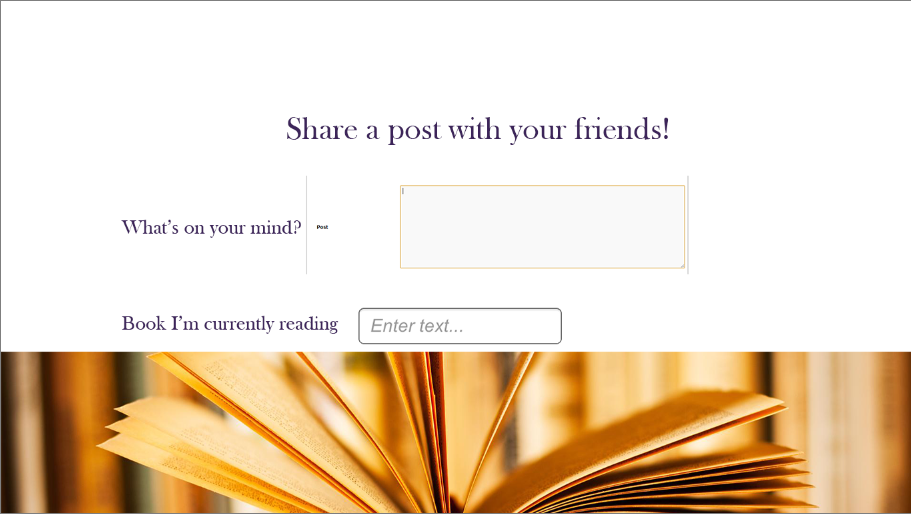 Share a post with your friends!
What's on your mind?
Post
Book I'm currently reading
Enter text...